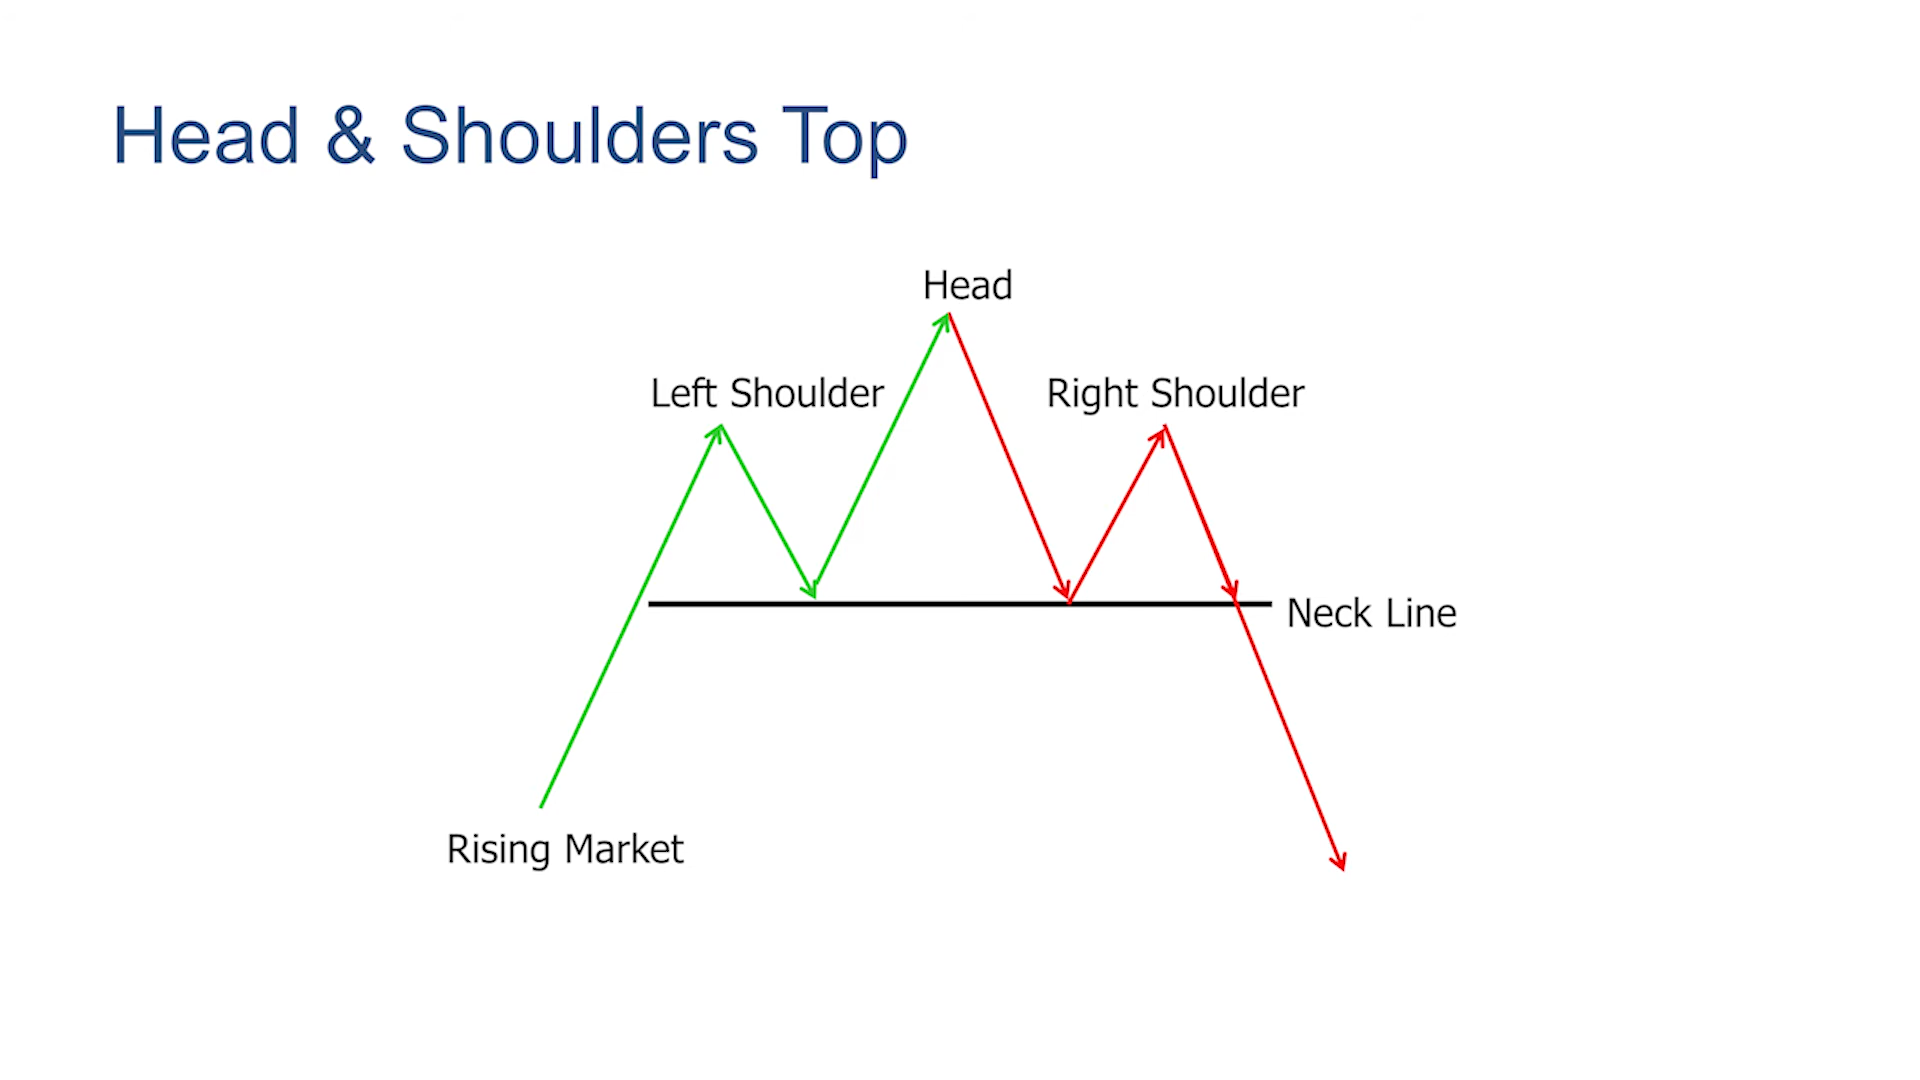 Head & Shoulders Top
Head
Left Shoulder
Right Shoulder
Neck Line
Rising Market